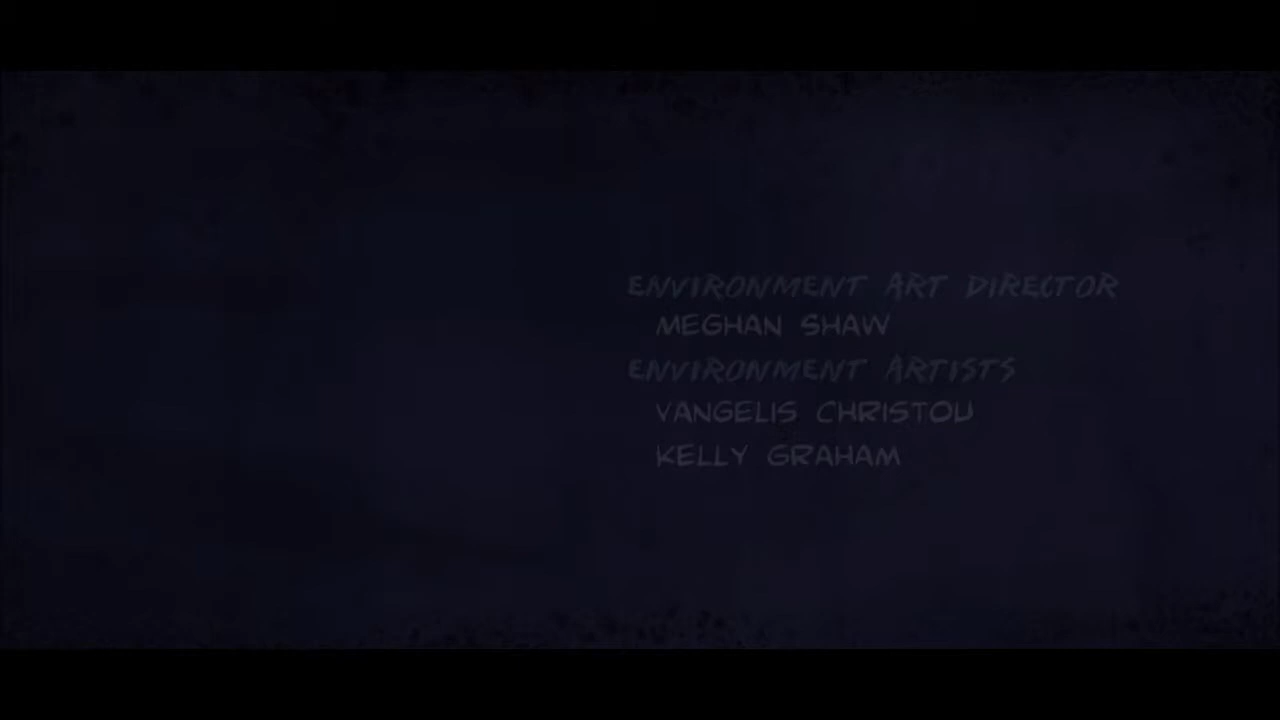 ENVIRONMENT ART DIRECTOR
MEGHAN SHAW
ENVIRONMENT ARTISTS
VANGELIS CHRISTOU
KELLY GRAHAM